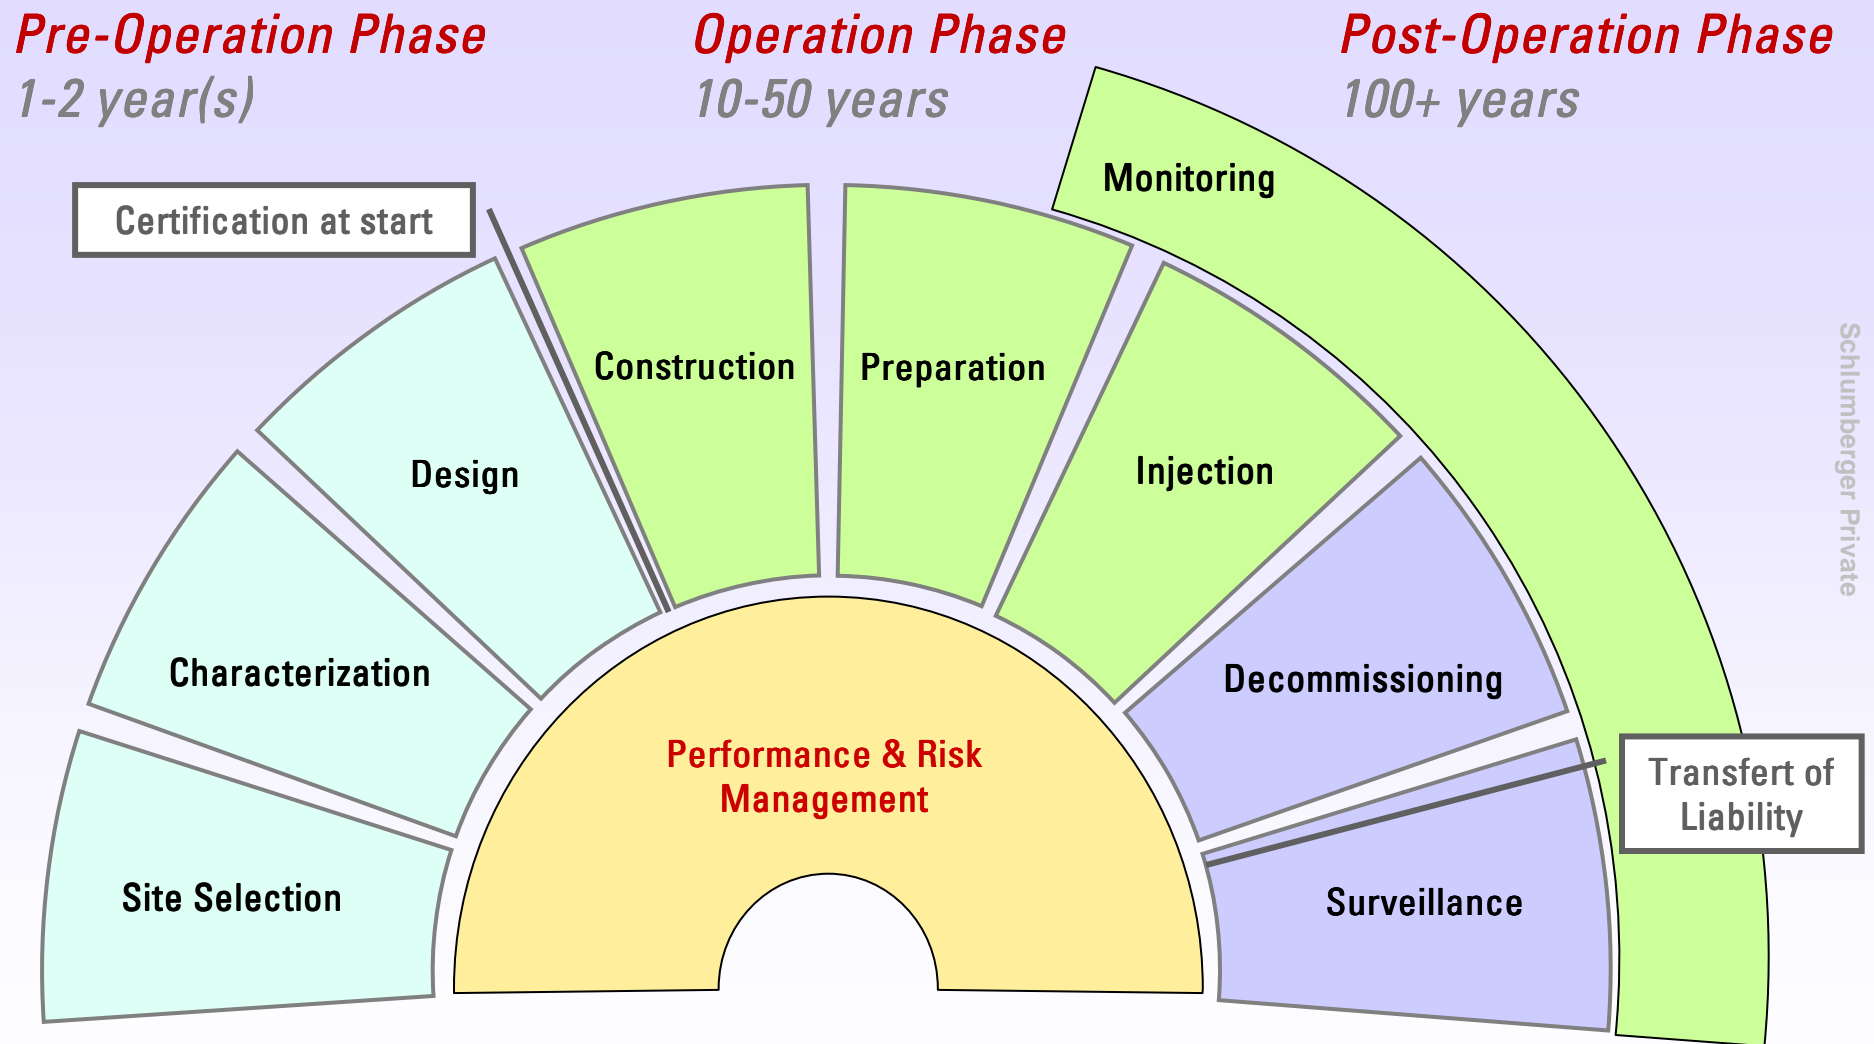 Pre-Operation Phase
1-2 year(s)
Operation Phase
10-50 years
Post-Operation Phase
100+ years
Monitoring
Certification at start
Construction
Preparation
Design
Injection
Characterization
Decommissioning
Performance & Risk
Management
Transfert of
Liability
Site Selection
Surveillance
Schlumberger Private